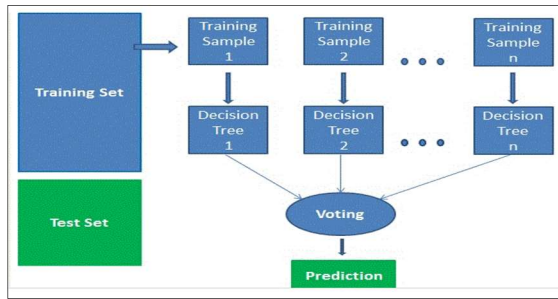 Training Set
Training
Sample
1
Training
Sample
2
Training
Sample
n
Decision
Tree
1
Decision
Tree
2
Decision
Tree
n
Test Set
Voting
Prediction